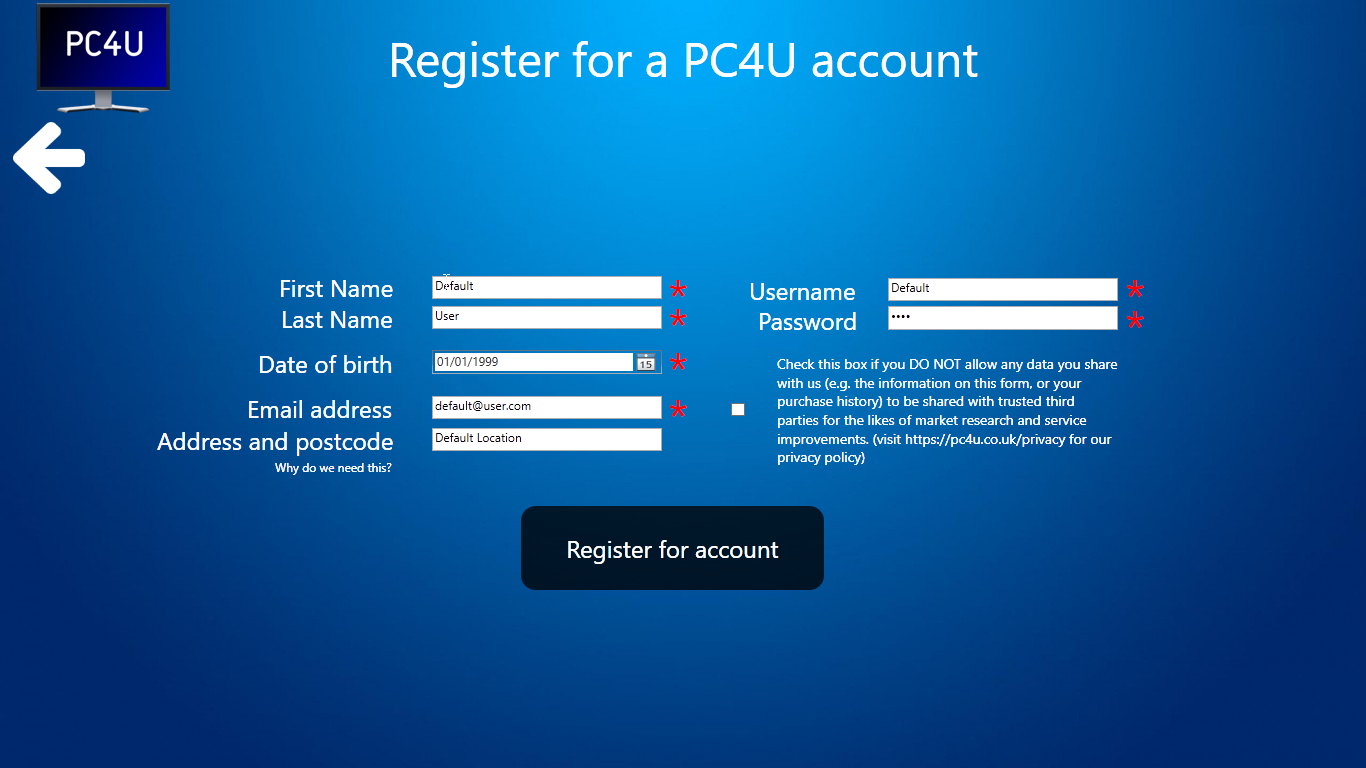 PC4U
Register for a PC4U account
First Name
Default
*
Last Name
User
*
Date of birth
01/01/1999
15
*
Email address
default@user.com
*
Address and postcode
Default Location
Why do we need this?
Username
Default
*
Password
••••
*
Check this box if you DO NOT allow any data you share
with us (e.g. the information on this form, or your
purchase history) to be shared with trusted third
parties for the likes of market research and service
improvements. (visit https://pc4u.co.uk/privacy for our
privacy policy)
Register for account